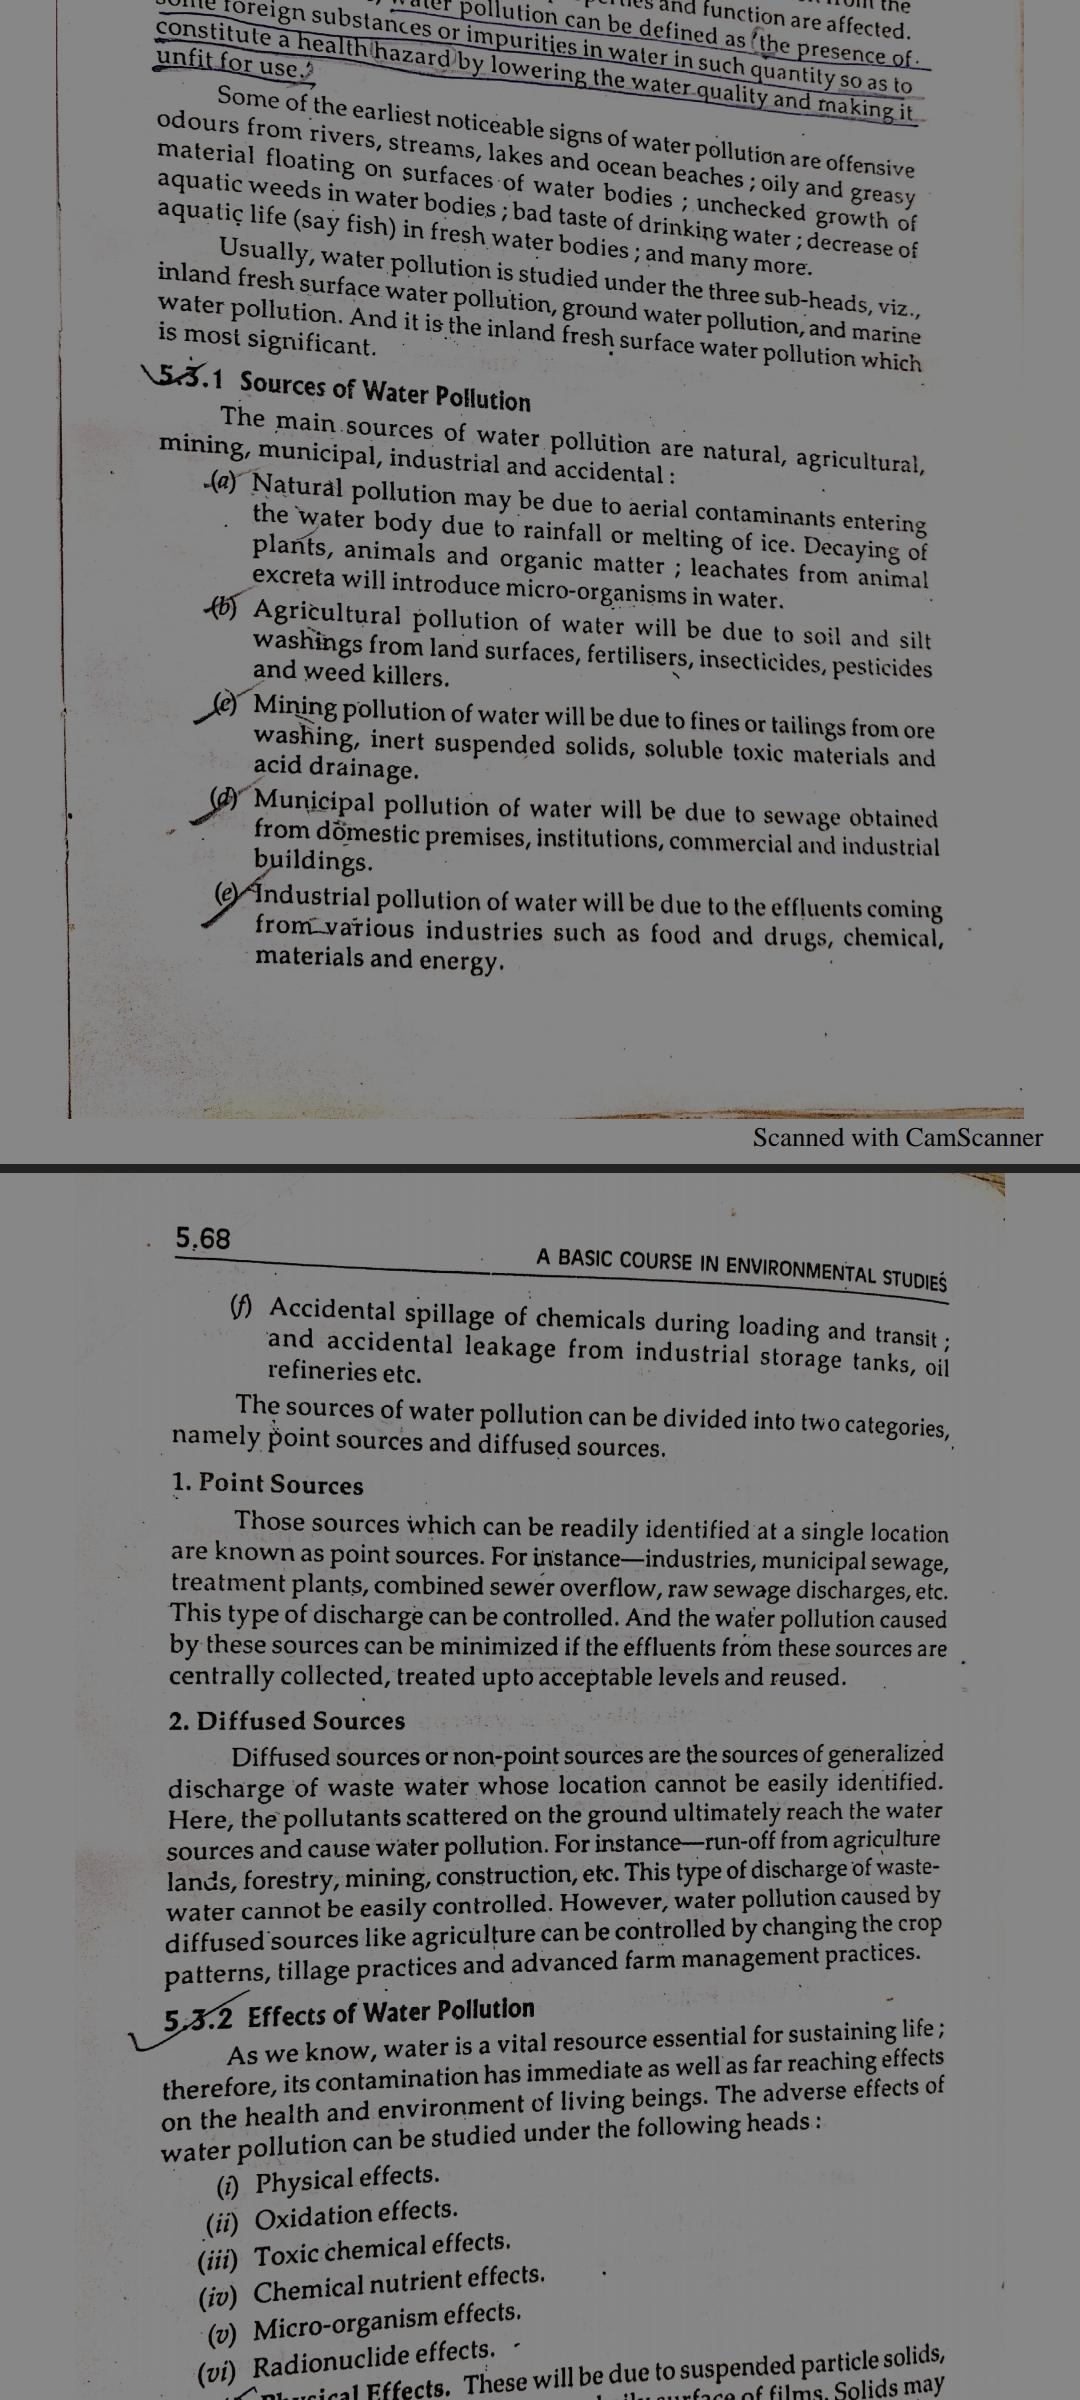 from the
and function are affected.
water pollution can be defined as (the presence of
some foreign substances or impurities in water in such quantity so as to
constitute a health hazard by lowering the water quality and making it
unfit for use.)
Some of the earliest noticeable signs of water pollution are offensive
odours from rivers, streams, lakes and ocean beaches ; oily and greasy
material floating on surfaces of water bodies ; unchecked growth of
aquatic weeds in water bodies ; bad taste of drinking water ; decrease of
aquatic life (say fish) in fresh water bodies ; and many more.
Usually, water pollution is studied under the three sub-heads, viz.,
inland fresh surface water pollution, ground water pollution, and marine
water pollution. And it is the inland fresh surface water pollution which
is most significant.
5.3.1 Sources of Water Pollution
The main sources of water pollution are natural, agricultural,
mining, municipal, industrial and accidental :
(a) Natural pollution may be due to aerial contaminants entering
the water body due to rainfall or melting of ice. Decaying of
plants, animals and organic matter ; leachates from animal
excreta will introduce micro-organisms in water.
(b) Agricultural pollution of water will be due to soil and silt
washings from land surfaces, fertilisers, insecticides, pesticides
and weed killers.
(c) Mining pollution of water will be due to fines or tailings from ore
washing, inert suspended solids, soluble toxic materials and
acid drainage.
(d) Municipal pollution of water will be due to sewage obtained
from domestic premises, institutions, commercial and industrial
buildings.
(e) Industrial pollution of water will be due to the effluents coming
from various industries such as food and drugs, chemical,
materials and energy.
Scanned with CamScanner
5.68
A BASIC COURSE IN ENVIRONMENTAL STUDIES
(f) Accidental spillage of chemicals during loading and transit ;
and accidental leakage from industrial storage tanks, oil
refineries etc.
The sources of water pollution can be divided into two categories,
namely point sources and diffused sources.
1. Point Sources
Those sources which can be readily identified at a single location
are known as point sources. For instance—industries, municipal sewage,
treatment plants, combined sewer overflow, raw sewage discharges, etc.
This type of discharge can be controlled. And the water pollution caused
by these sources can be minimized if the effluents from these sources are
centrally collected, treated upto acceptable levels and reused.
2. Diffused Sources
Diffused sources or non-point sources are the sources of generalized
discharge of waste water whose location cannot be easily identified.
Here, the pollutants scattered on the ground ultimately reach the water
sources and cause water pollution. For instance—run-off from agriculture
lands, forestry, mining, construction, etc. This type of discharge of waste-
water cannot be easily controlled. However, water pollution caused by
diffused sources like agriculture can be controlled by changing the crop
patterns, tillage practices and advanced farm management practices.
5.3.2 Effects of Water Pollution
As we know, water is a vital resource essential for sustaining life ;
therefore, its contamination has immediate as well as far reaching effects
on the health and environment of living beings. The adverse effects of
water pollution can be studied under the following heads :
(i) Physical effects.
(ii) Oxidation effects.
(iii) Toxic chemical effects.
(iv) Chemical nutrient effects.
(v) Micro-organism effects.
(vi) Radionuclide effects.
Physical Effects. These will be due to suspended particle solids,
surface of films. Solids may